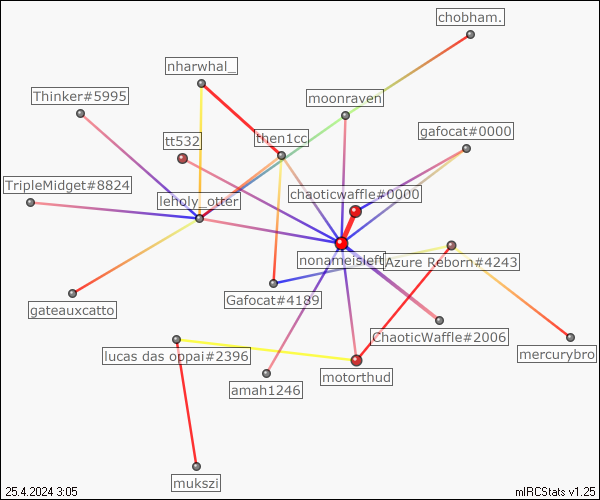 chobham.
nharwhal_
Thinker#5995
moonraven
tt532
then1cc
gafocat#0000
TripleMidget#8824
chaoticwaffle#0000
leholy_otter
nonameisleft
Azure Reborn#4243
gateauxcatto
Gafocat#4189
ChaoticWaffle#2006
lucas das oppai#2396
mercurybro
motorthud
amah1246
mukszi
25.4.2024 3:05
mIRCStats v1.25